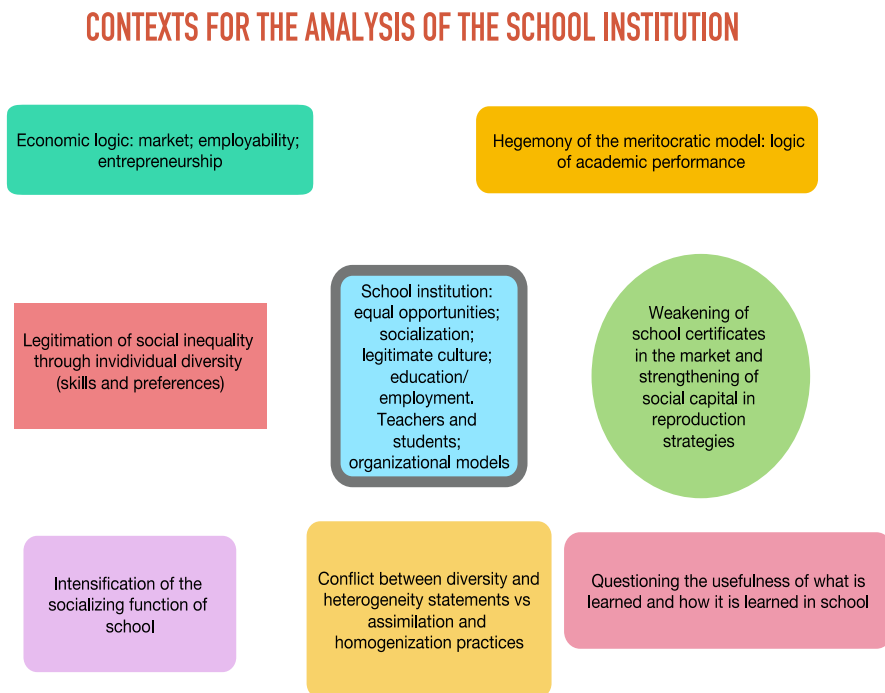 CONTEXTS FOR THE ANALYSIS OF THE SCHOOL INSTITUTION
Economic logic: market; employability;
entrepreneurship
Hegemony of the meritocratic model: logic
of academic performance
Legitimation of social inequality
through invidividual diversity
(skills and preferences)
School institution:
equal opportunities;
socialization;
legitimate culture;
education/
employment.
Teachers and
students;
organizational models
Weakening of
school certificates
in the market and
strengthening of
social capital in
reproduction
strategies
Intensification of the
socializing function of
school
Conflict between diversity and
heterogeneity statements vs
assimilation and
homogenization practices
Questioning the usefulness of what is
learned and how it is learned in school